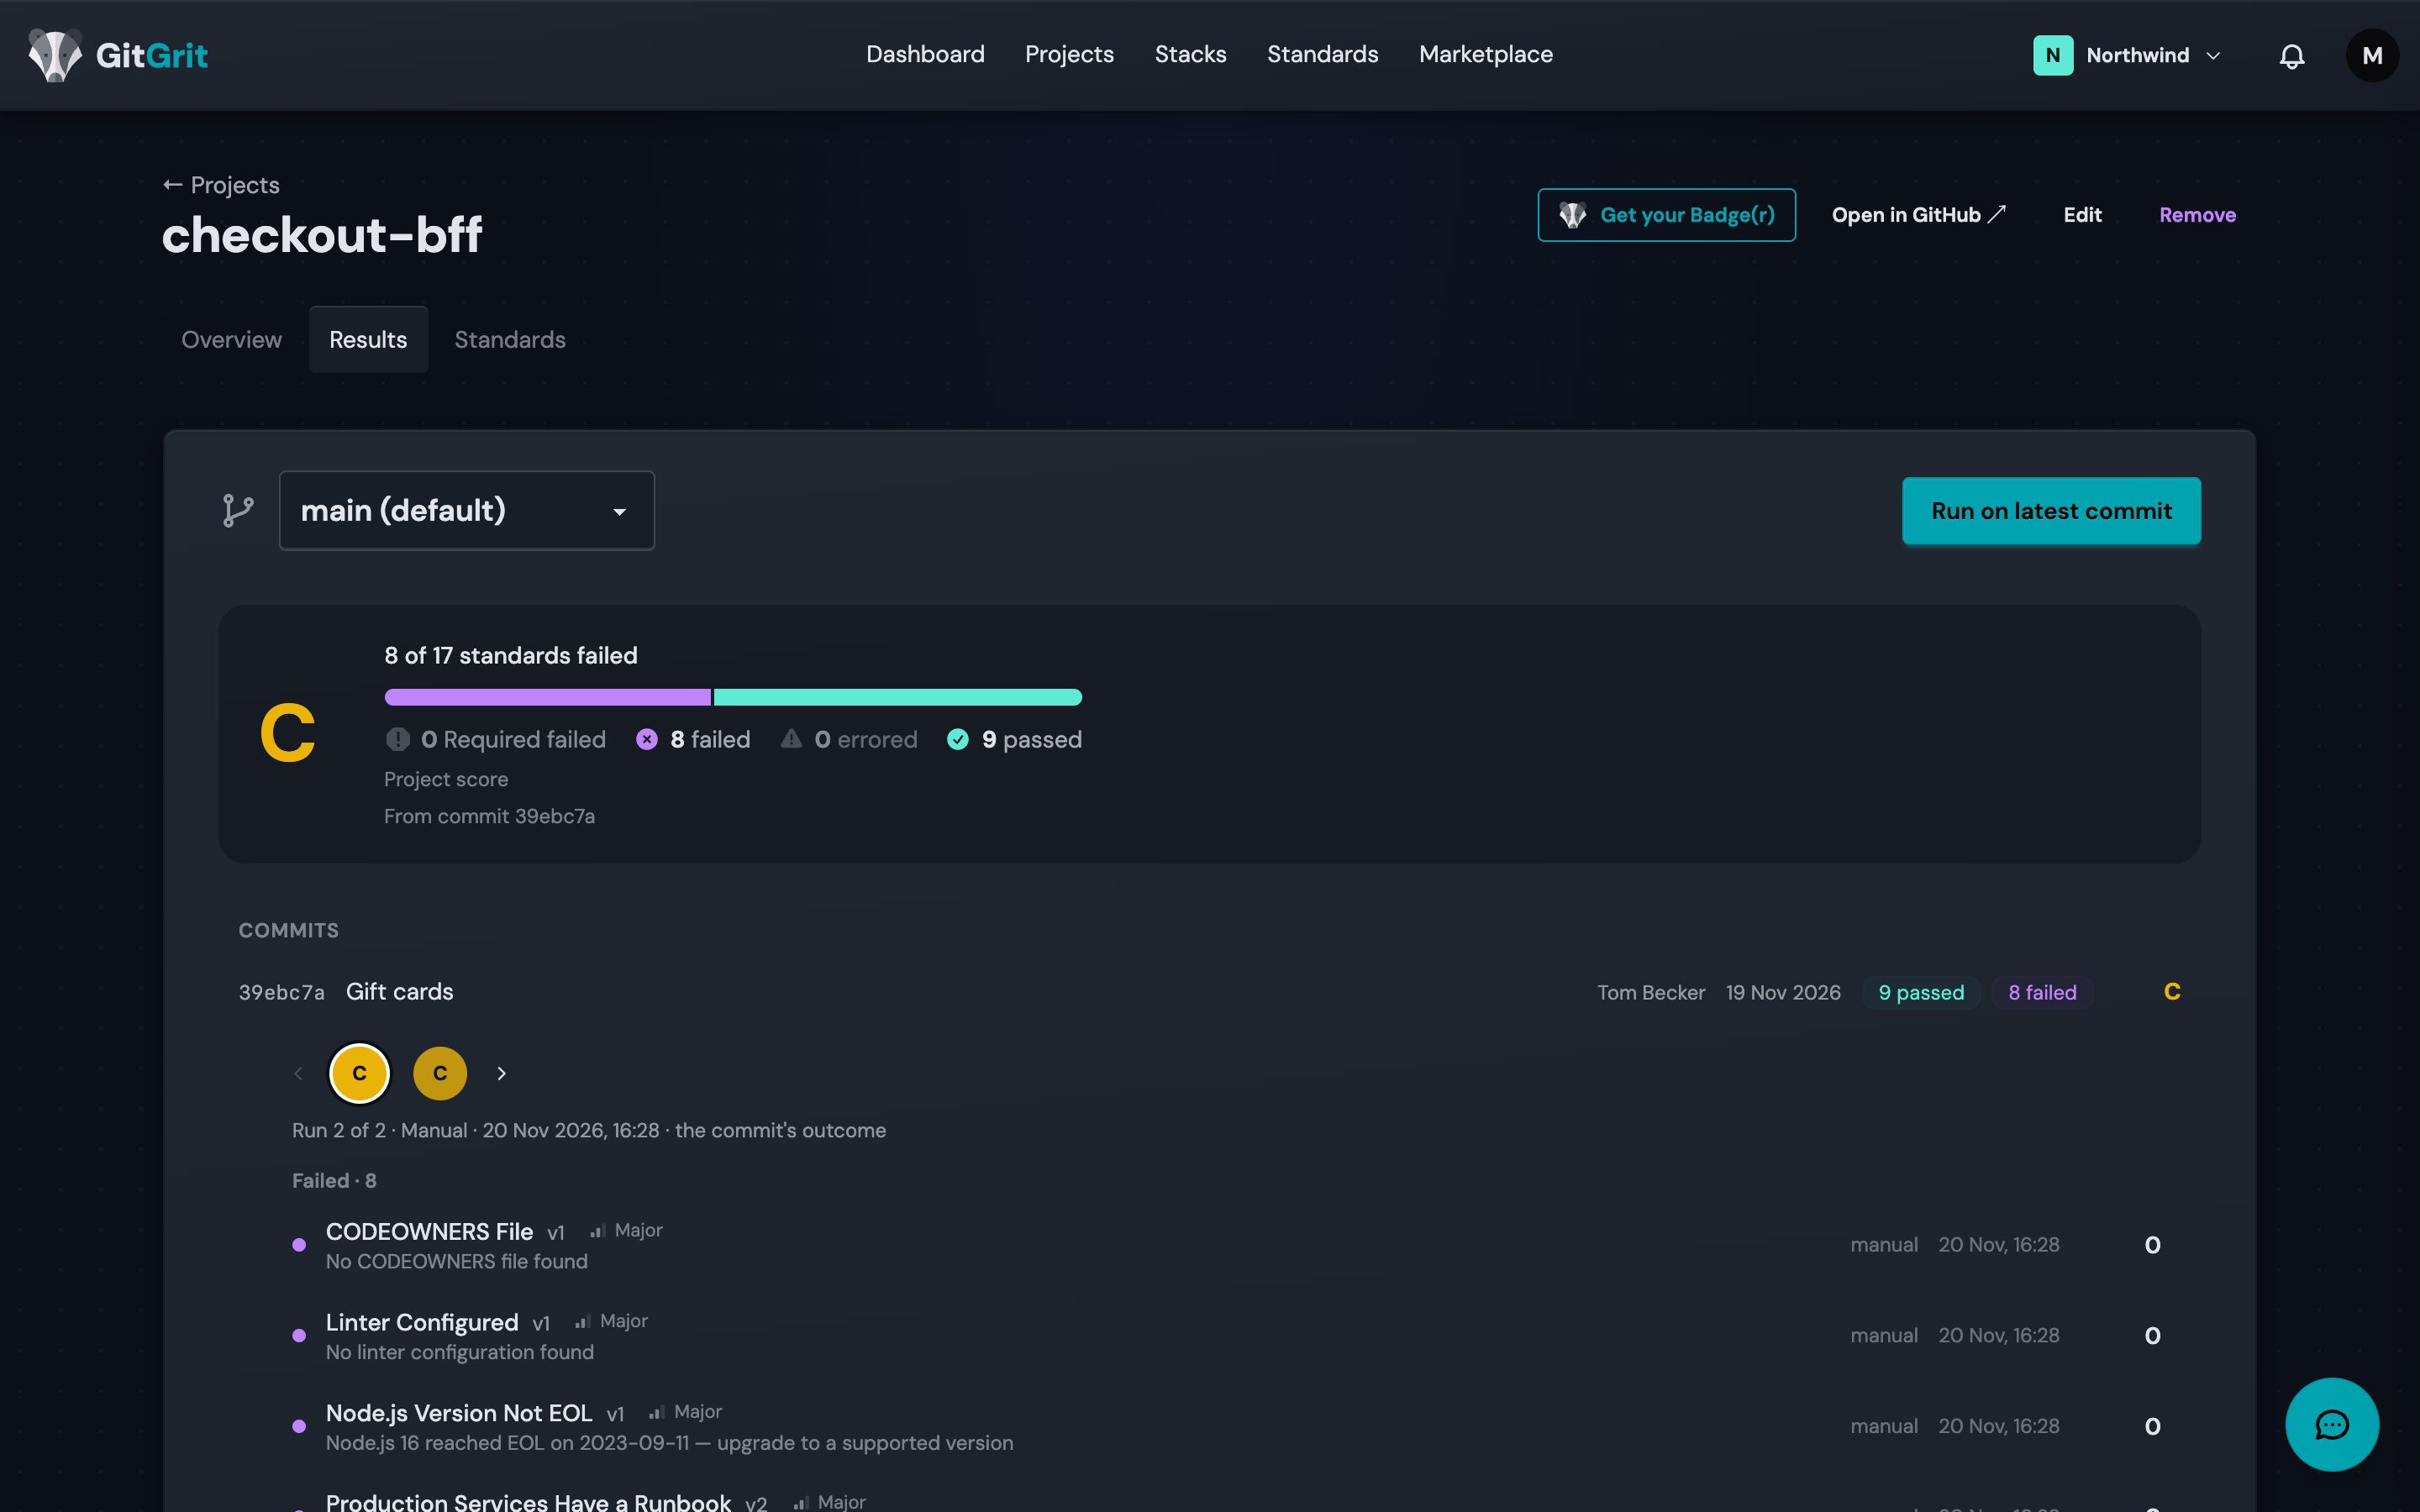 GitGrit
Dashboard Projects Stacks Standards Marketplace
N Northwind
M
← Projects
checkout-bff
Get your Badge(r) Open in GitHub ↗ Edit Remove
Overview Results Standards
main (default)
Run on latest commit
8 of 17 standards failed
C
0 Required failed 8 failed 0 errored 9 passed
Project score
From commit 39ebc7a
COMMITS
39ebc7a Gift cards Tom Becker 19 Nov 2026 9 passed 8 failed C
C C
Run 2 of 2 · Manual · 20 Nov 2026, 16:28 · the commit's outcome
Failed · 8
CODEOWNERS File v1 Major
No CODEOWNERS file found
manual 20 Nov, 16:28 0
Linter Configured v1 Major
No linter configuration found
manual 20 Nov, 16:28 0
Node.js Version Not EOL v1 Major
Node.js 16 reached EOL on 2023-09-11 — upgrade to a supported version
manual 20 Nov, 16:28 0
Production Services Have a Runbook v2 Major